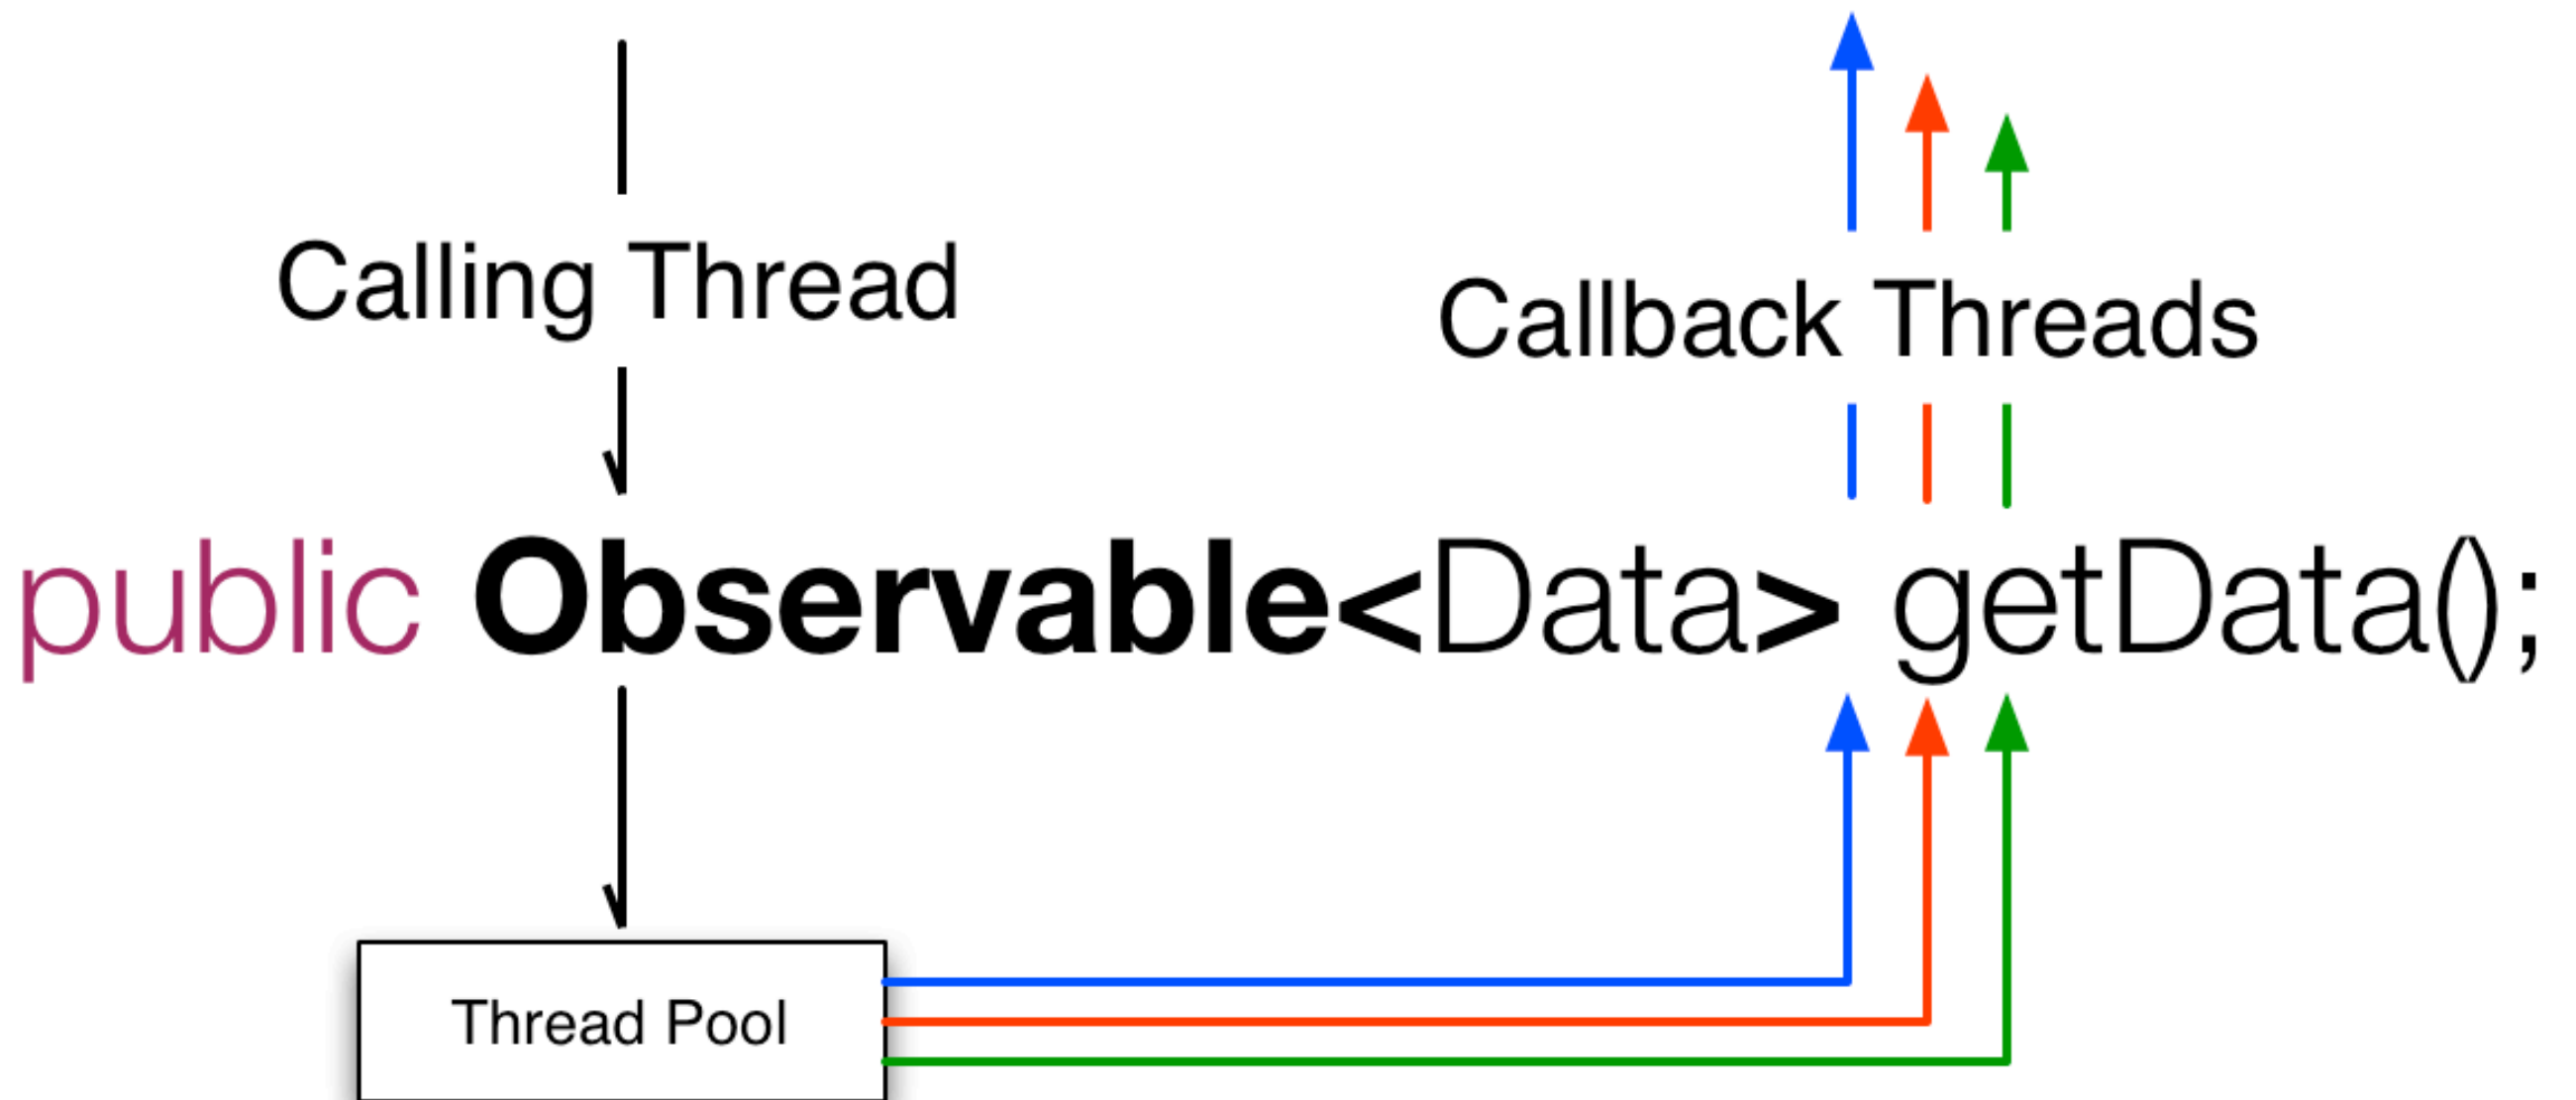 Calling Thread
Callback Threads
public Observable<Data> getData();
Thread Pool